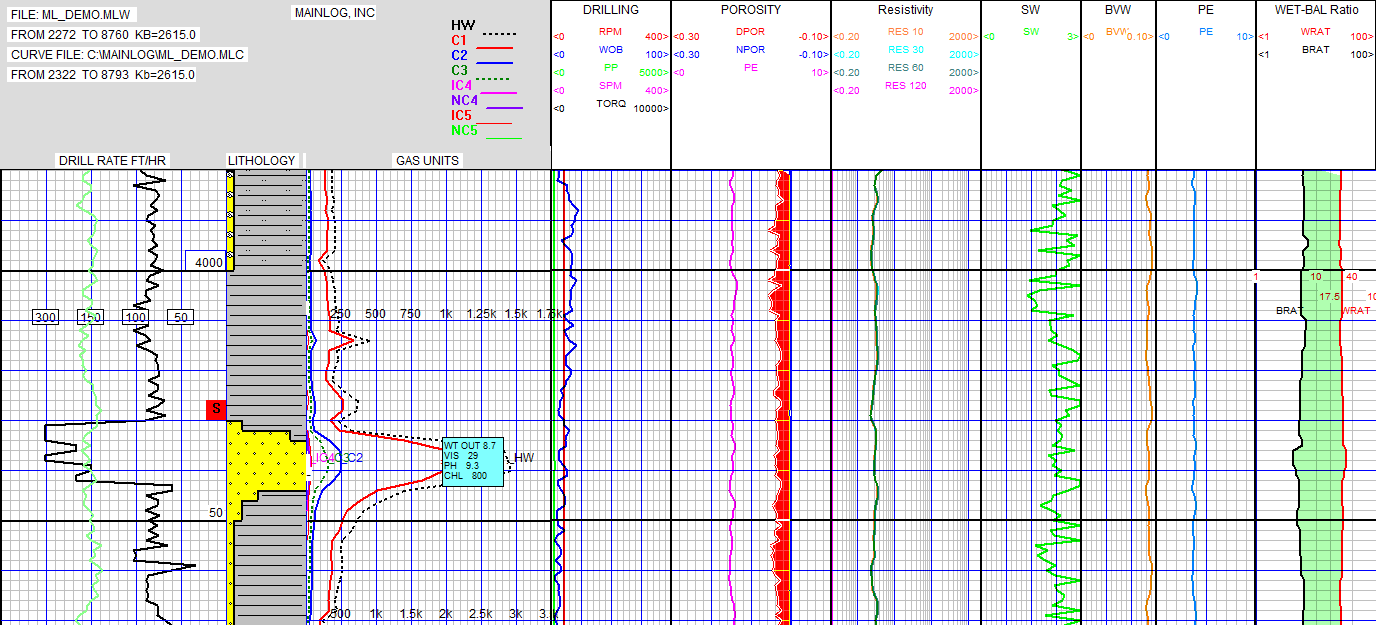 FILE: ML_DEMO.MLW
FROM 2272 TO 8760 KB=2615.0
CURVE FILE: C:\MAINLOG\ML_DEMO.MLC
FROM 2322 TO 8793 Kb=2615.0
MAINLOG, INC
HW
C1
C2
C3
IC4
NC4
IC5
NC5
DRILL RATE FT/HR
LITHOLOGY
GAS UNITS
DRILLING
<0 RPM 400>
<0 WOB 100>
<0 PP 5000>
<0 SPM 400>
<0 TORQ 10000>
POROSITY
<0.30 DPOR -0.10>
<0.30 NPOR -0.10>
<0 PE 10>
Resistivity
<0.20 RES 10 2000>
<0.20 RES 30 2000>
<0.20 RES 60 2000>
<0.20 RES 120 2000>
SW
<0 SW 3>
BVW
<0 BVW 0.10>
PE
<0 PE 10>
WET-BAL Ratio
<1 WRAT 100>
<1 BRAT 100>
4000
300 150 100 50
250 500 750 1k 1.25k 1.5k 1.75k
1 10 40
17.5 10
BRAT WRAT
S
WT OUT 8.7
VIS 29
PH 9.3
CHL 800
IC4 C3 C2
HW
50
500 1k 1.5k 2k 2.5k 3k 3.